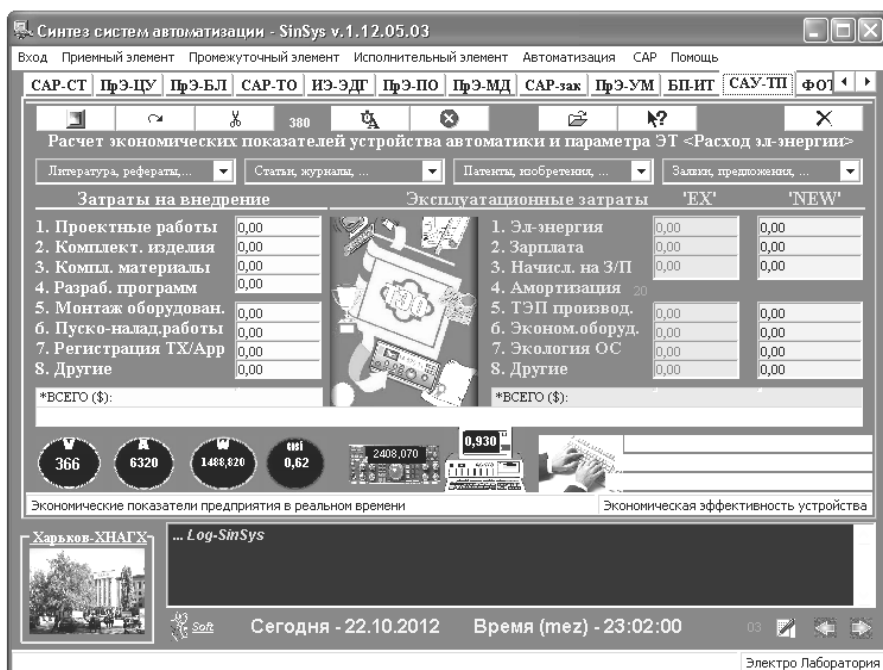 Синтез систем автоматизации - SinSys v.1.12.05.03
Вход Приемный элемент Промежуточный элемент Исполнительный элемент Автоматизация САР Помощь
САР-СТ ПрЭ-ЦУ ПрЭ-БЛ САР-ТО ИЭ-ЭДГ ПрЭ-ПО ПрЭ-МД САР-зак ПрЭ-УМ БП-ИТ САУ-ТП ФОТ
380
Расчет экономических показателей устройства автоматики и параметра ЭТ <Расход эл-энергии>
Литература, рефераты,... Статьи, журналы, ... Патенты, изобретения, ... Заявки, предложения, ...
Затраты на внедрение Эксплуатационные затраты 'EX' 'NEW'
1. Проектные работы 0,00 1. Эл-энергия 0,00 0,00
2. Комплект. изделия 0,00 2. Зарплата 0,00 0,00
3. Компл. материалы 0,00 3. Начисл. на З/П 0,00 0,00
4. Разраб. программ 0,00 4. Амортизация 20
5. Монтаж оборудован. 0,00 5. ТЭП производ. 0,00 0,00
6. Пуско-налад.работы 0,00 6. Эконом.оборуд. 0,00 0,00
7. Регистрация ТХ/App 0,00 7. Экология ОС 0,00 0,00
8. Другие 0,00 8. Другие 0,00 0,00
*ВСЕГО ($): *ВСЕГО ($):
V A W cosf
366 6320 1488,820 0,62 2408,070 0,930
Экономические показатели предприятия в реальном времени Экономическая эффективность устройства
Харьков-ХНАГХ ... Log-SinSys
Soft Сегодня - 22.10.2012 Время (mez) - 23:02:00 03
Электро Лаборатория